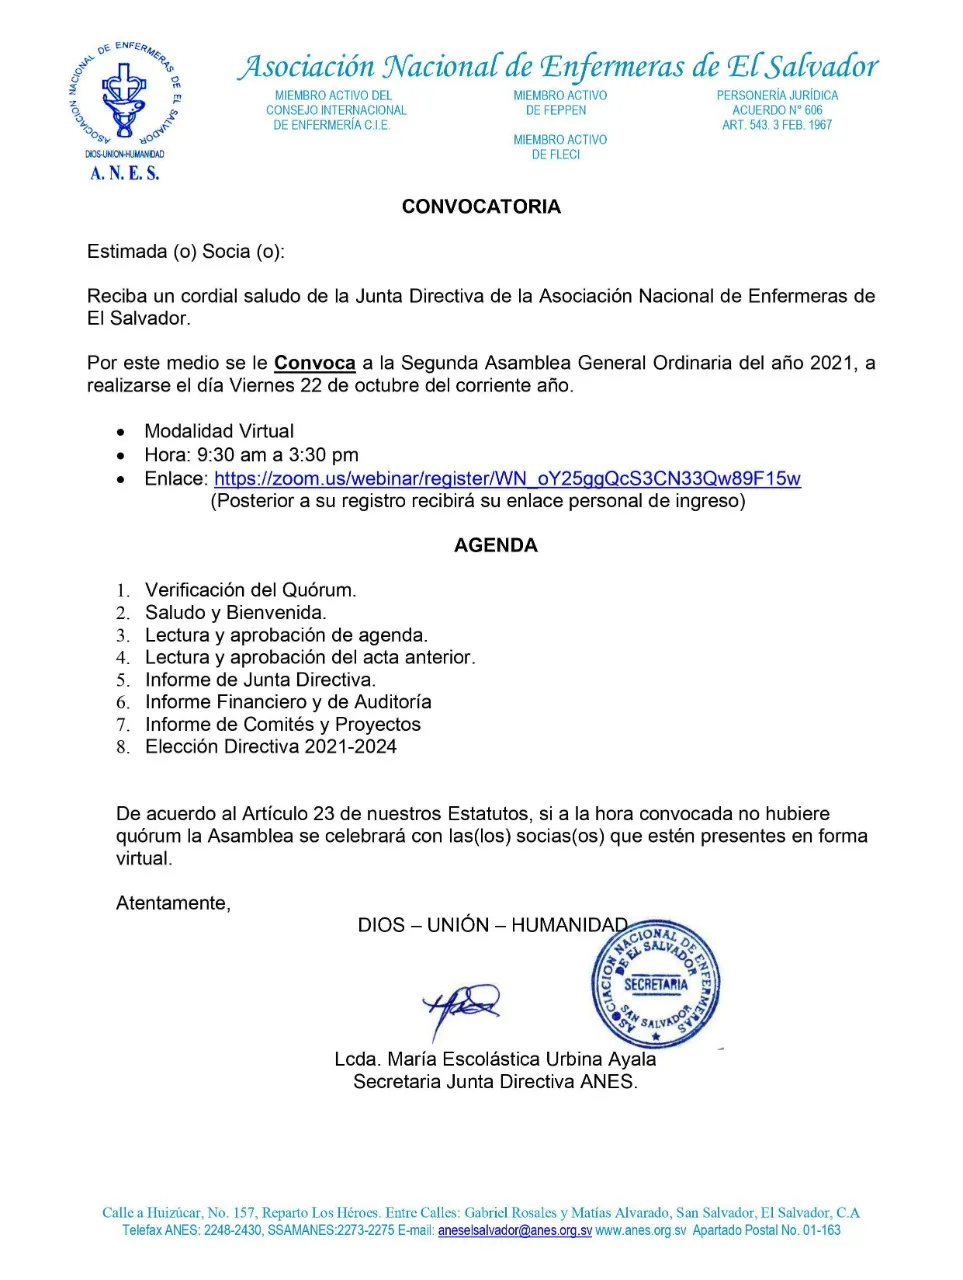 ASOCIACION NACIONAL DE ENFERMERAS DE EL SALVADOR
DIOS-UNION-HUMANIDAD
A. N. E. S.
Asociación Nacional de Enfermeras de El Salvador
MIEMBRO ACTIVO DEL
CONSEJO INTERNACIONAL
DE ENFERMERÍA C.I.E.
MIEMBRO ACTIVO
DE FEPPEN
MIEMBRO ACTIVO
DE FLECI
PERSONERÍA JURÍDICA
ACUERDO N° 606
ART. 543. 3 FEB. 1967
CONVOCATORIA
Estimada (o) Socia (o):
Reciba un cordial saludo de la Junta Directiva de la Asociación Nacional de Enfermeras de
El Salvador.
Por este medio se le Convoca a la Segunda Asamblea General Ordinaria del año 2021, a
realizarse el día Viernes 22 de octubre del corriente año.
• Modalidad Virtual
• Hora: 9:30 am a 3:30 pm
• Enlace: https://zoom.us/webinar/register/WN_oY25ggQcS3CN33Qw89F15w
(Posterior a su registro recibirá su enlace personal de ingreso)
AGENDA
1. Verificación del Quórum.
2. Saludo y Bienvenida.
3. Lectura y aprobación de agenda.
4. Lectura y aprobación del acta anterior.
5. Informe de Junta Directiva.
6. Informe Financiero y de Auditoría
7. Informe de Comités y Proyectos
8. Elección Directiva 2021-2024
De acuerdo al Artículo 23 de nuestros Estatutos, si a la hora convocada no hubiere
quórum la Asamblea se celebrará con las(los) socias(os) que estén presentes en forma
virtual.
Atentamente,
DIOS – UNIÓN – HUMANIDAD
ASOCIACION NACIONAL DE ENFERMERAS
DE EL SALVADOR
SECRETARIA
SAN SALVADOR
Lcda. María Escolástica Urbina Ayala
Secretaria Junta Directiva ANES.
Calle a Huizúcar, No. 157, Reparto Los Héroes. Entre Calles: Gabriel Rosales y Matías Alvarado, San Salvador, El Salvador, C.A
Telefax ANES: 2248-2430, SSAMANES:2273-2275 E-mail: aneselsalvador@anes.org.sv www.anes.org.sv Apartado Postal No. 01-163